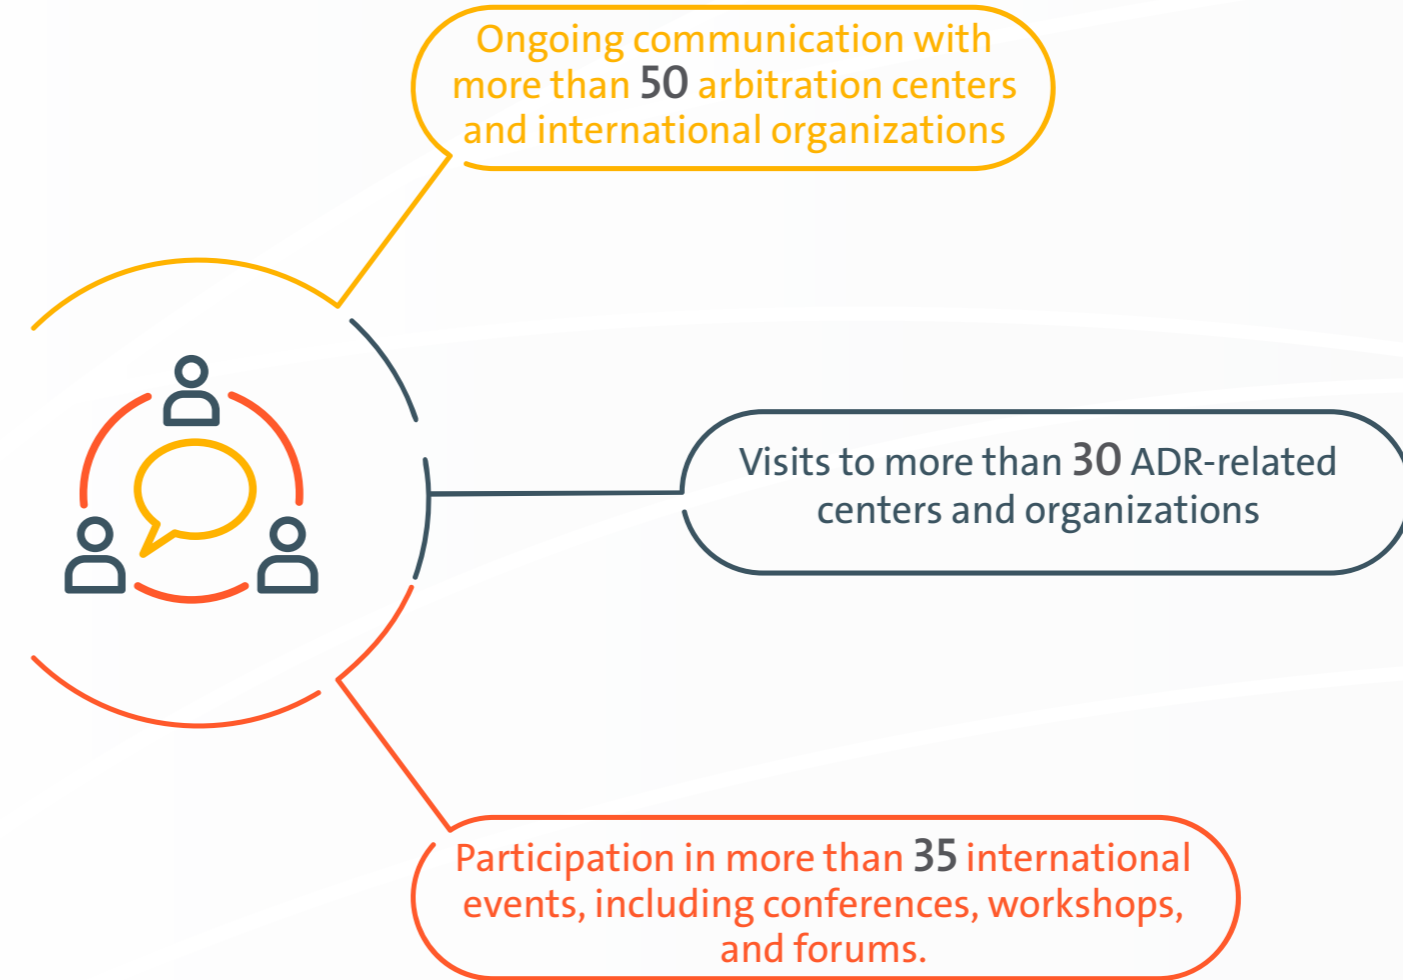 Ongoing communication with
more than 50 arbitration centers
and international organizations
Visits to more than 30 ADR-related
centers and organizations
Participation in more than 35 international
events, including conferences, workshops,
and forums.